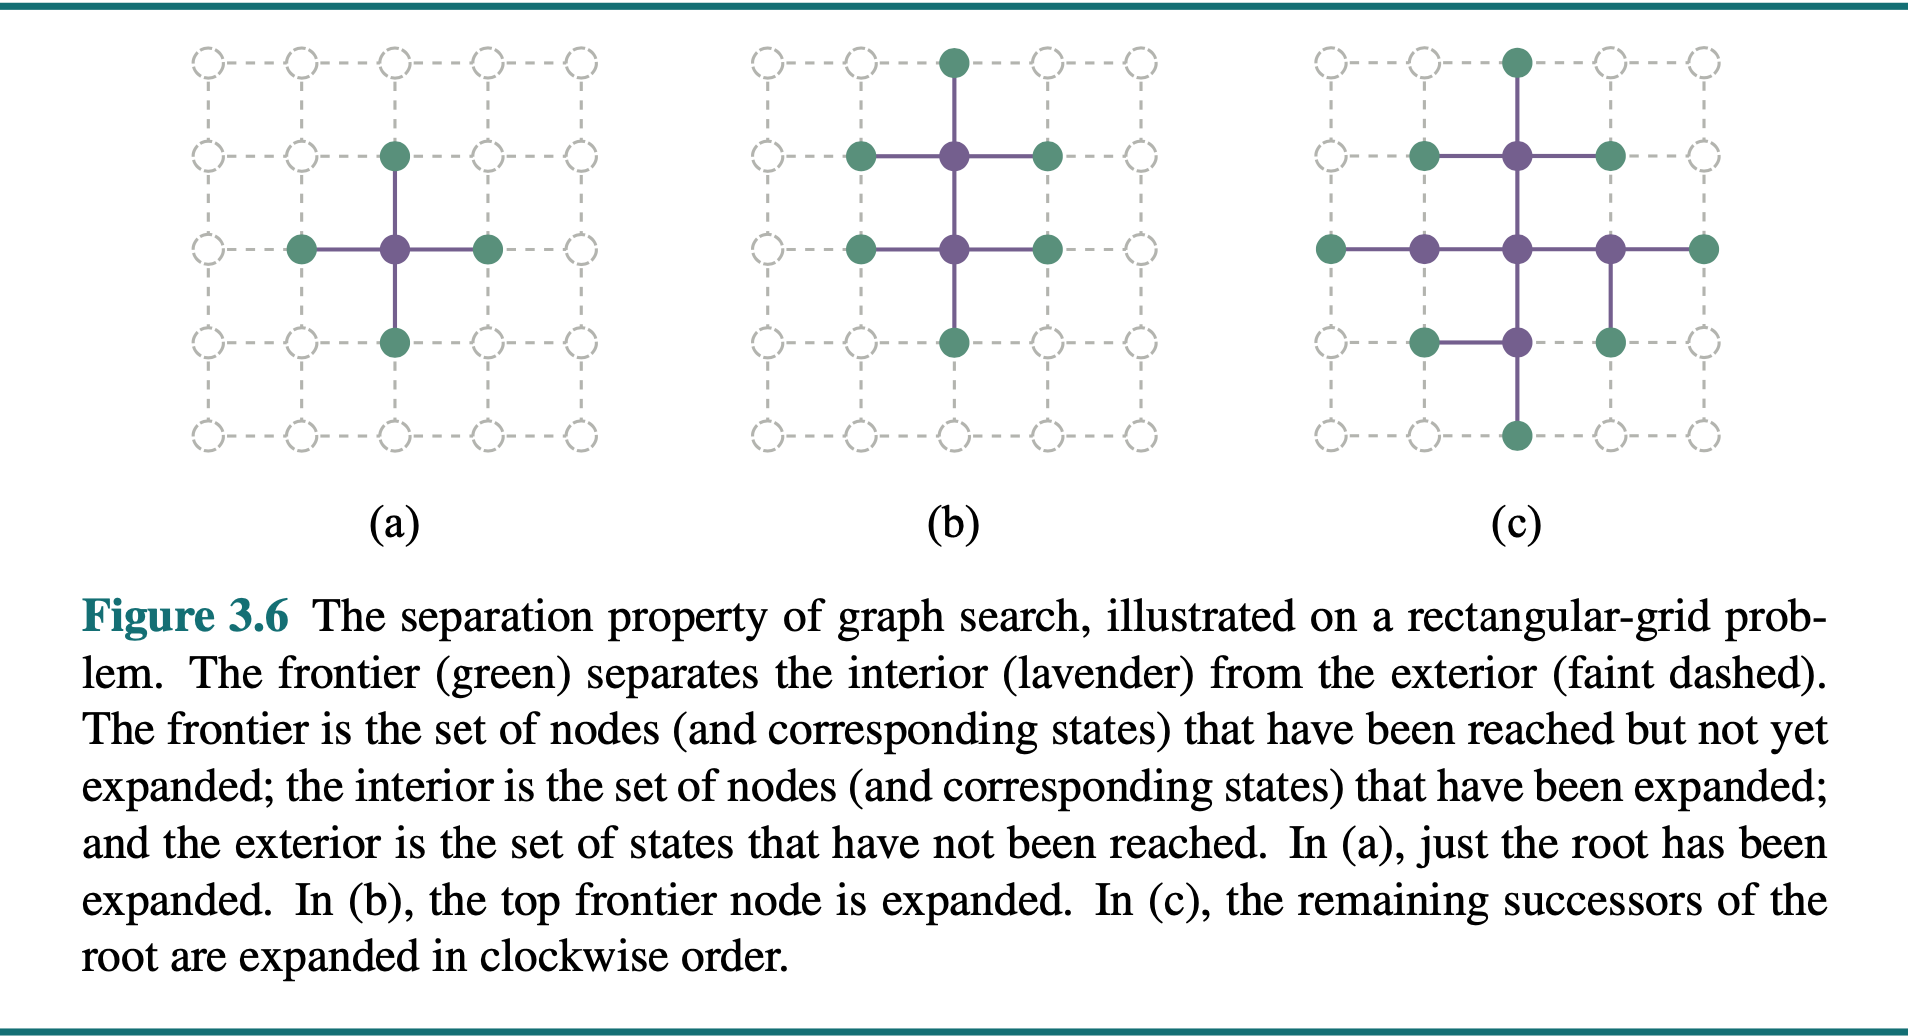 (a) (b) (c)
Figure 3.6 The separation property of graph search, illustrated on a rectangular-grid prob-
lem. The frontier (green) separates the interior (lavender) from the exterior (faint dashed).
The frontier is the set of nodes (and corresponding states) that have been reached but not yet
expanded; the interior is the set of nodes (and corresponding states) that have been expanded;
and the exterior is the set of states that have not been reached. In (a), just the root has been
expanded. In (b), the top frontier node is expanded. In (c), the remaining successors of the
root are expanded in clockwise order.